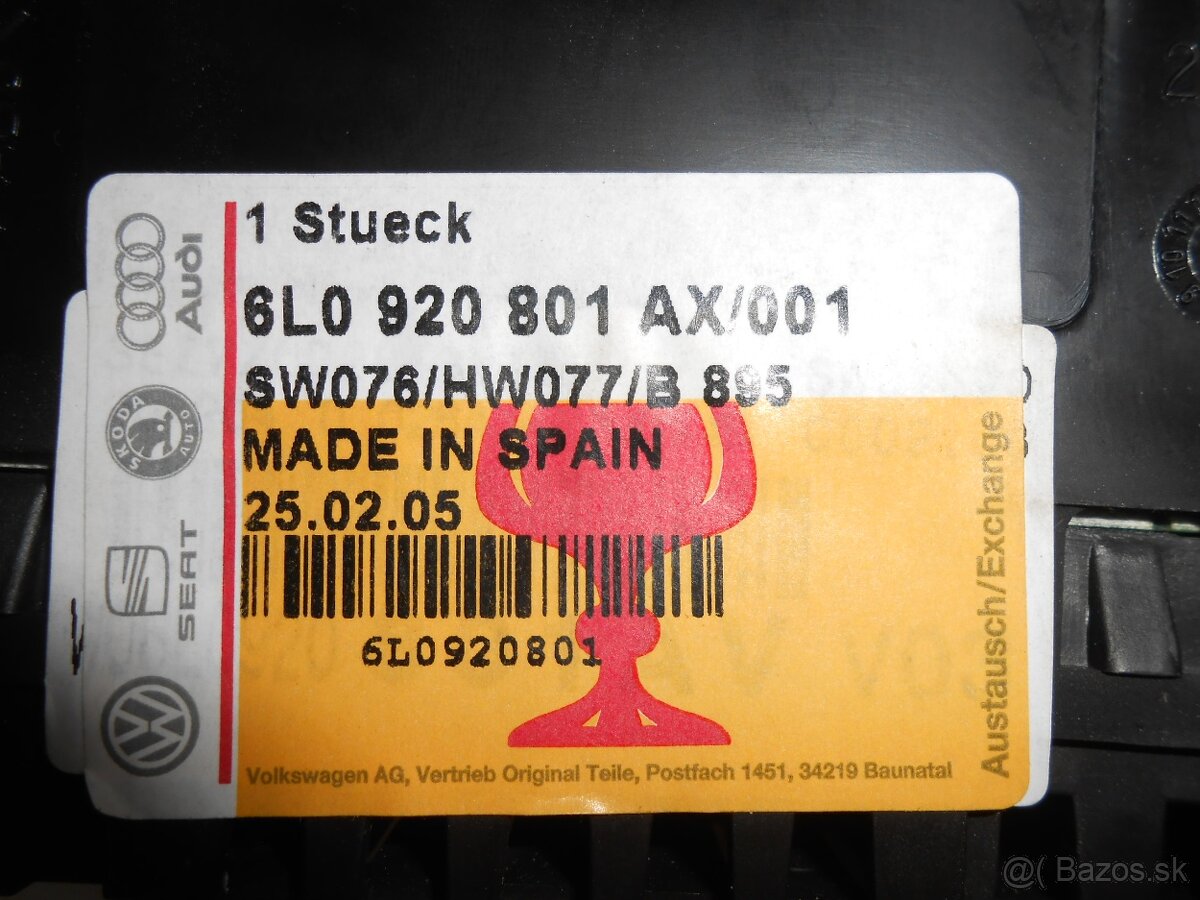 1 Stueck
6L0 920 801 AX/001
SW076/HW077/B 895
MADE IN SPAIN
25.02.05
6L0920801
Volkswagen AG, Vertrieb Original Teile, Postfach 1451, 34219 Baunatal
Austausch/Exchange
Audi
SKODA
AUTO
SEAT
VW
@( Bazos.sk